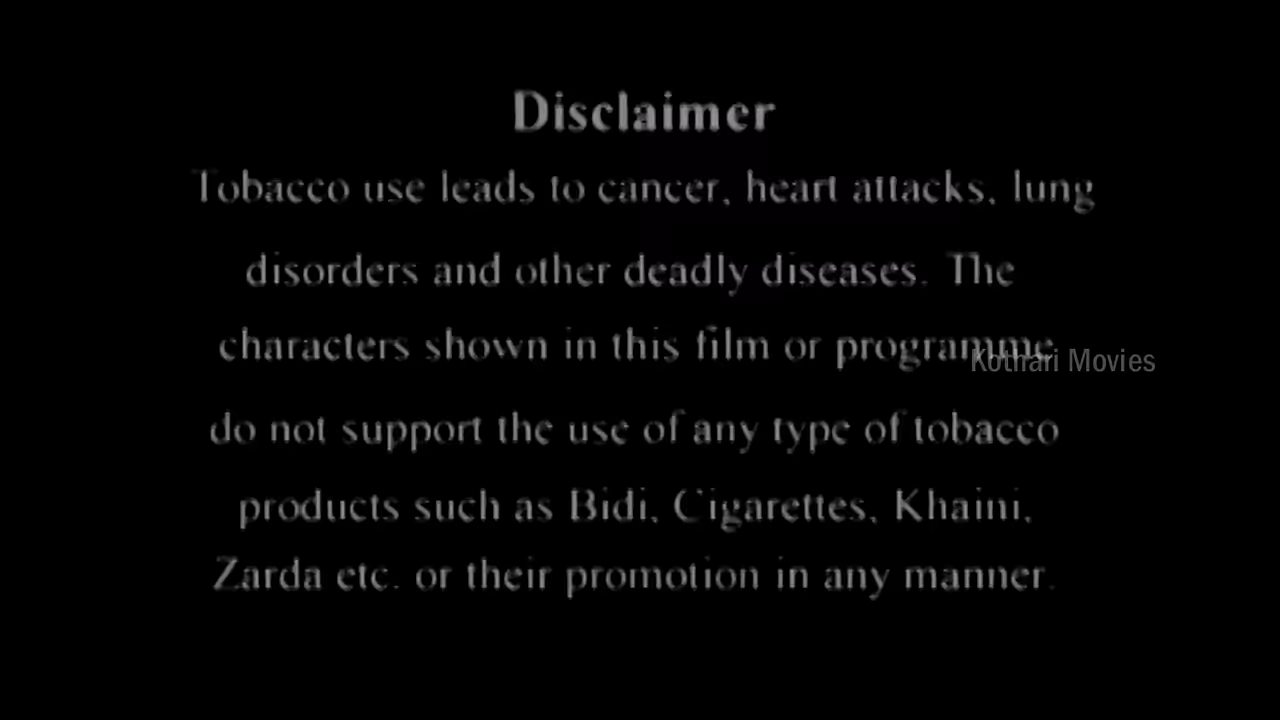 Disclaimer
Tobacco use leads to cancer, heart attacks, lung
disorders and other deadly diseases. The
characters shown in this film or programme
Kothari Movies
do not support the use of any type of tobacco
products such as Bidi, Cigarettes, Khaini,
Zarda etc. or their promotion in any manner.